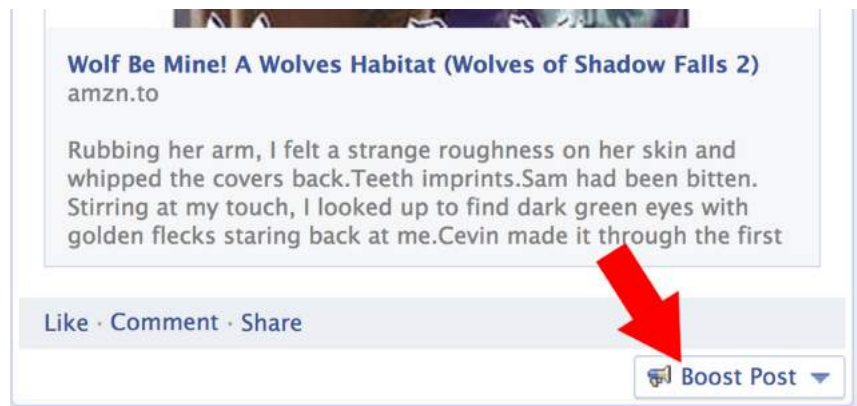 Wolf Be Mine! A Wolves Habitat (Wolves of Shadow Falls 2)
amzn.to
Rubbing her arm, I felt a strange roughness on her skin and
whipped the covers back.Teeth imprints.Sam had been bitten.
Stirring at my touch, I looked up to find dark green eyes with
golden flecks staring back at me.Cevin made it through the first
Like · Comment · Share
Boost Post